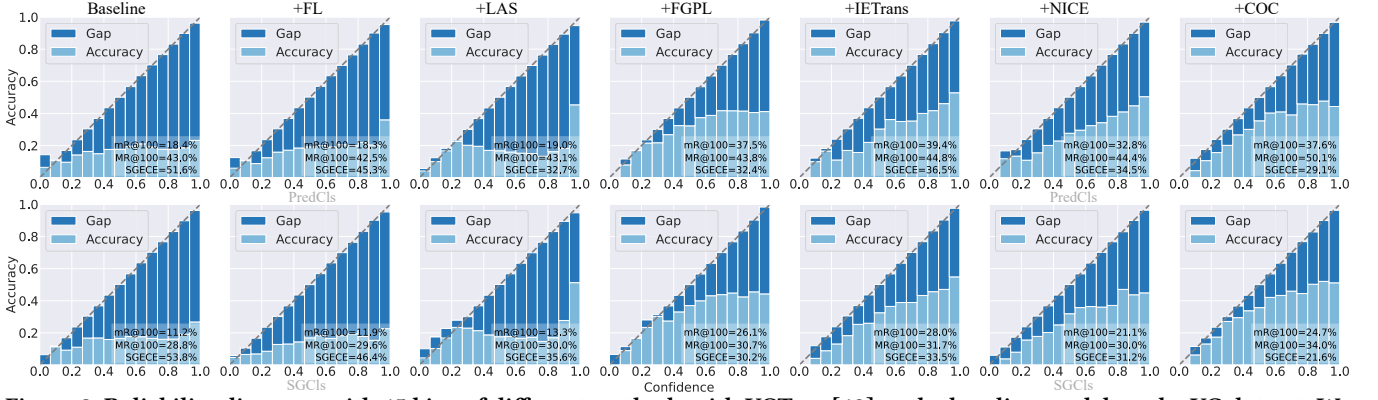 Baseline +FL +LAS +FGPL +IETrans +NICE +COC
Accuracy
1.0 0.8 0.6 0.4 0.2
Gap Gap Gap Gap Gap Gap Gap
Accuracy Accuracy Accuracy Accuracy Accuracy Accuracy Accuracy
mR@100=18.4% mR@100=18.3% mR@100=19.0% mR@100=37.5% mR@100=39.4% mR@100=32.8% mR@100=37.6%
MR@100=43.0% MR@100=42.5% MR@100=43.1% MR@100=43.8% MR@100=44.8% MR@100=44.4% MR@100=50.1%
SGECE=51.6% SGECE=45.3% SGECE=32.7% SGECE=32.4% SGECE=36.5% SGECE=34.5% SGECE=29.1%
0.0 0.2 0.4 0.6 0.8 1.0 0.0 0.2 0.4 0.6 0.8 1.0 0.0 0.2 0.4 0.6 0.8 1.0 0.0 0.2 0.4 0.6 0.8 1.0 0.0 0.2 0.4 0.6 0.8 1.0 0.0 0.2 0.4 0.6 0.8 1.0 0.0 0.2 0.4 0.6 0.8 1.0
PredCls PredCls
Accuracy
1.0 0.8 0.6 0.4 0.2
Gap Gap Gap Gap Gap Gap Gap
Accuracy Accuracy Accuracy Accuracy Accuracy Accuracy Accuracy
mR@100=11.2% mR@100=11.9% mR@100=13.3% mR@100=26.1% mR@100=28.0% mR@100=21.1% mR@100=24.7%
MR@100=28.8% MR@100=29.6% MR@100=30.0% MR@100=30.7% MR@100=31.7% MR@100=30.0% MR@100=34.0%
SGECE=53.8% SGECE=46.4% SGECE=35.6% SGECE=30.2% SGECE=33.5% SGECE=31.2% SGECE=21.6%
0.0 0.2 0.4 0.6 0.8 1.0 0.0 0.2 0.4 0.6 0.8 1.0 0.0 0.2 0.4 0.6 0.8 1.0 0.0 0.2 0.4 0.6 0.8 1.0 0.0 0.2 0.4 0.6 0.8 1.0 0.0 0.2 0.4 0.6 0.8 1.0 0.0 0.2 0.4 0.6 0.8 1.0
SGCls Confidence SGCls